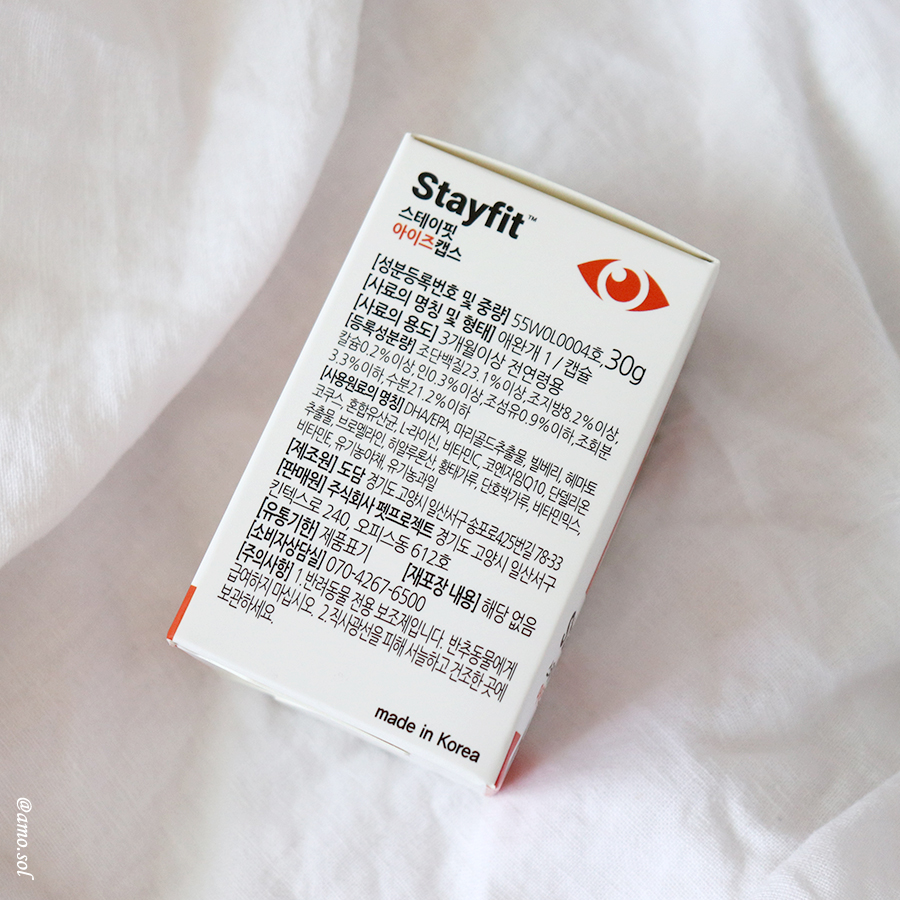 Stayfit™
스테이핏
아이즈캡스
[성분등록번호 및 중량] 55W0L0004호.30g
[사료의 명칭 및 형태] 애완개 1 / 캡슐
[사료의 용도] 3개월이상 전연령용
[등록성분량] 조단백질23.1%이상, 조지방8.2%이상,
칼슘0.2%이상, 인0.3%이상, 조섬유0.9%이하, 조회분
3.3%이하, 수분21.2%이하
[사용원료의 명칭] DHA/EPA, 마리골드추출물, 빌베리, 헤마토
코쿠스, 혼합유산균, L-라이신, 비타민C, 코엔자임Q10, 단델리온
추출물, 브로멜라인, 히알루론산, 황태가루, 단호박가루, 비타민믹스,
비타민E, 유기농야채, 유기농과일
[제조원] 도담 경기도 고양시 일산서구 송포로425번길 78-33
[판매원] 주식회사 펫프로젝트 경기도 고양시 일산서구
킨텍스로 240, 오피스동 612호
[유통기한] 제품표기 [재포장 내용] 해당 없음
[소비자상담실] 070-4267-6500
[주의사항] 1.반려동물 전용 보조제입니다. 반추동물에게
급여하지 마십시오. 2.직사광선을 피해 서늘하고 건조한 곳에
보관하세요.
made in Korea
@amo.sol